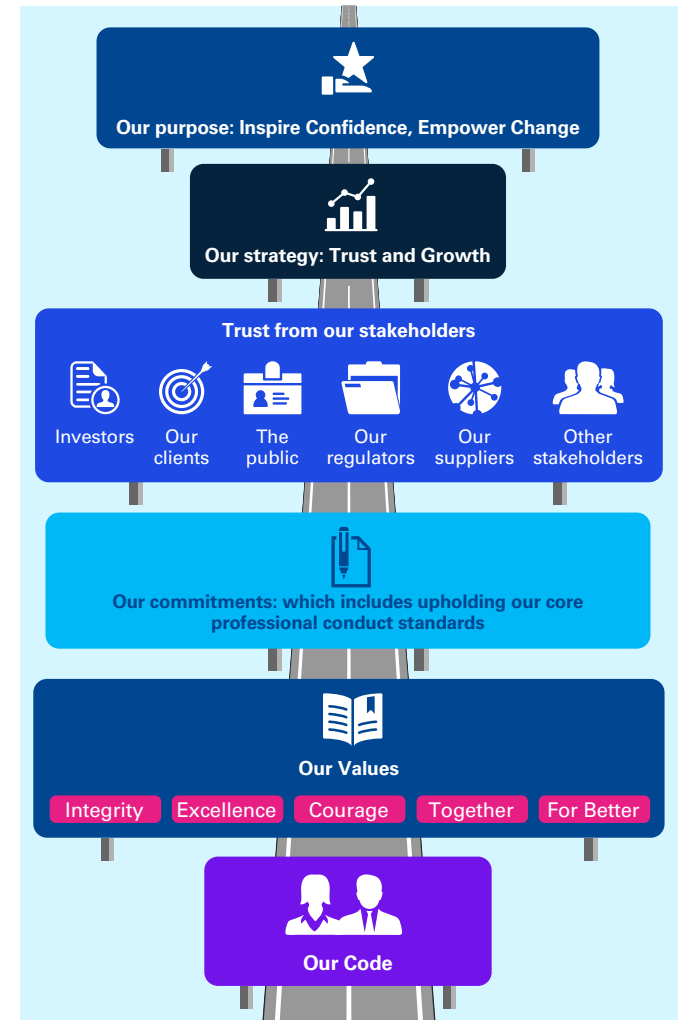 Our purpose: Inspire Confidence, Empower Change
Our strategy: Trust and Growth
Trust from our stakeholders
Investors
Our
clients
The
public
Our
regulators
Our
suppliers
Other
stakeholders
Our commitments: which includes upholding our core
professional conduct standards
Our Values
Integrity
Excellence
Courage
Together
For Better
Our Code